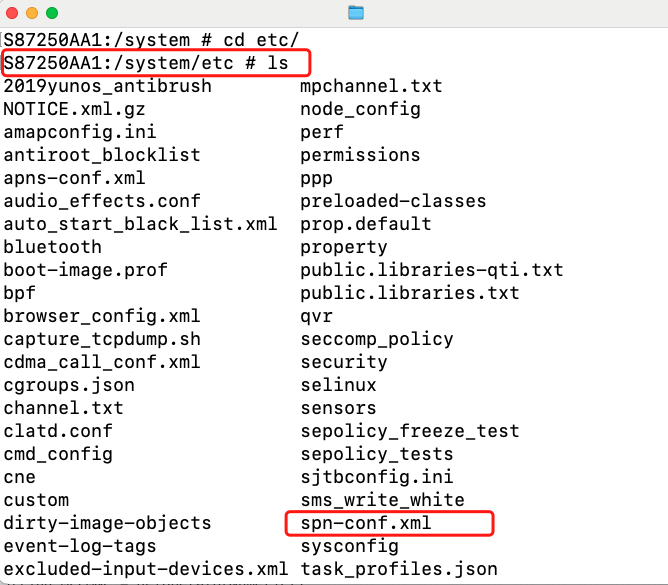 S87250AA1:/system # cd etc/
S87250AA1:/system/etc # ls
2019yunos_antibrush mpchannel.txt
NOTICE.xml.gz node_config
amapconfig.ini perf
antiroot_blocklist permissions
apns-conf.xml ppp
audio_effects.conf preloaded-classes
auto_start_black_list.xml prop.default
bluetooth property
boot-image.prof public.libraries-qti.txt
bpf public.libraries.txt
browser_config.xml qvr
capture_tcpdump.sh seccomp_policy
cdma_call_conf.xml security
cgroups.json selinux
channel.txt sensors
clatd.conf sepolicy_freeze_test
cmd_config sepolicy_tests
cne sjtbconfig.ini
custom sms_write_white
dirty-image-objects spn-conf.xml
event-log-tags sysconfig
excluded-input-devices.xml task_profiles.json